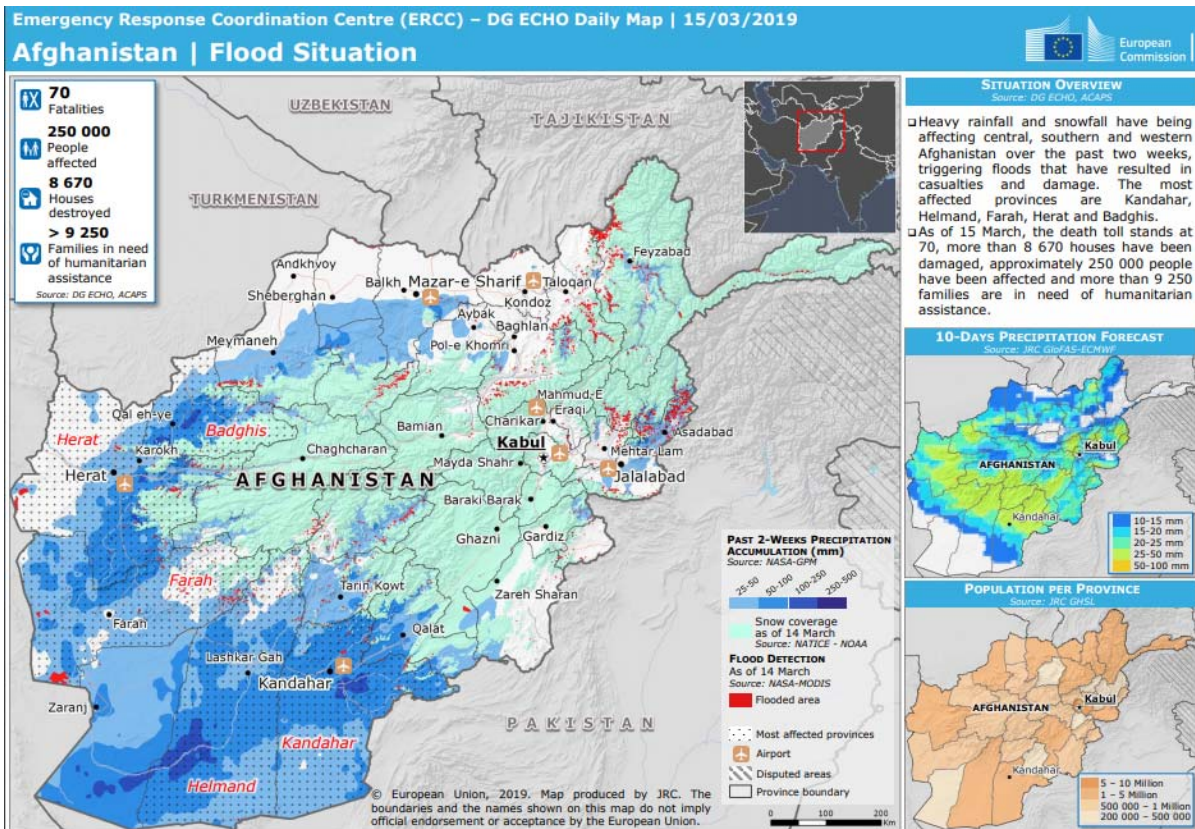 Emergency Response Coordination Centre (ERCC) – DG ECHO Daily Map | 15/03/2019
Afghanistan | Flood Situation
European
Commission
70
Fatalities
250 000
People
affected
8 670
Houses
destroyed
> 9 250
Families in need
of humanitarian
assistance
Source: DG ECHO, ACAPS
UZBEKISTAN
TAJIKISTAN
TURKMENISTAN
Andkhvoy
Sheberghan
Balkh
Mazar-e Sharif
Taloqan
Kondoz
Feyzabad
Aybak
Baghlan
Pol-e Khomri
Meymaneh
Mahmud-E
Eraqi
Charikar
Qal eh-ye
Herat
Badghis
Karokh
Herat
Chaghcharan
Bamian
Kabul
Asadabad
Mehtar Lam
Mayda Shahr
Jalalabad
AFGHANISTAN
Baraki Barak
Ghazni
Gardiz
Farah
Tarin Kowt
Zareh Sharan
Farah
Qalat
Lashkar Gah
Kandahar
Zaranj
Kandahar
Helmand
PAKISTAN
PAST 2-WEEKS PRECIPITATION
ACCUMULATION (mm)
Source: NASA-GPM
25-50
50-100
100-250
250-500
Snow coverage
as of 14 March
Source: NATICE - NOAA
FLOOD DETECTION
As of 14 March
Source: NASA-MODIS
Flooded area
Most affected provinces
Airport
Disputed areas
Province boundary
0 100 200
Km
© European Union, 2019. Map produced by JRC. The
boundaries and the names shown on this map do not imply
official endorsement or acceptance by the European Union.
SITUATION OVERVIEW
Source: DG ECHO, ACAPS
❑ Heavy rainfall and snowfall have being
affecting central, southern and western
Afghanistan over the past two weeks,
triggering floods that have resulted in
casualties and damage. The most
affected provinces are Kandahar,
Helmand, Farah, Herat and Badghis.
❑ As of 15 March, the death toll stands at
70, more than 8 670 houses have been
damaged, approximately 250 000 people
have been affected and more than 9 250
families are in need of humanitarian
assistance.
10-DAYS PRECIPITATION FORECAST
Source: JRC GloFAS-ECMWF
Kabul
AFGHANISTAN
Kandahar
10-15 mm
15-20 mm
20-25 mm
25-50 mm
50-100 mm
POPULATION PER PROVINCE
Source: JRC GHSL
Kabul
AFGHANISTAN
Kandahar
5 – 10 Million
1 – 5 Million
500 000 – 1 Million
200 000 - 500 000